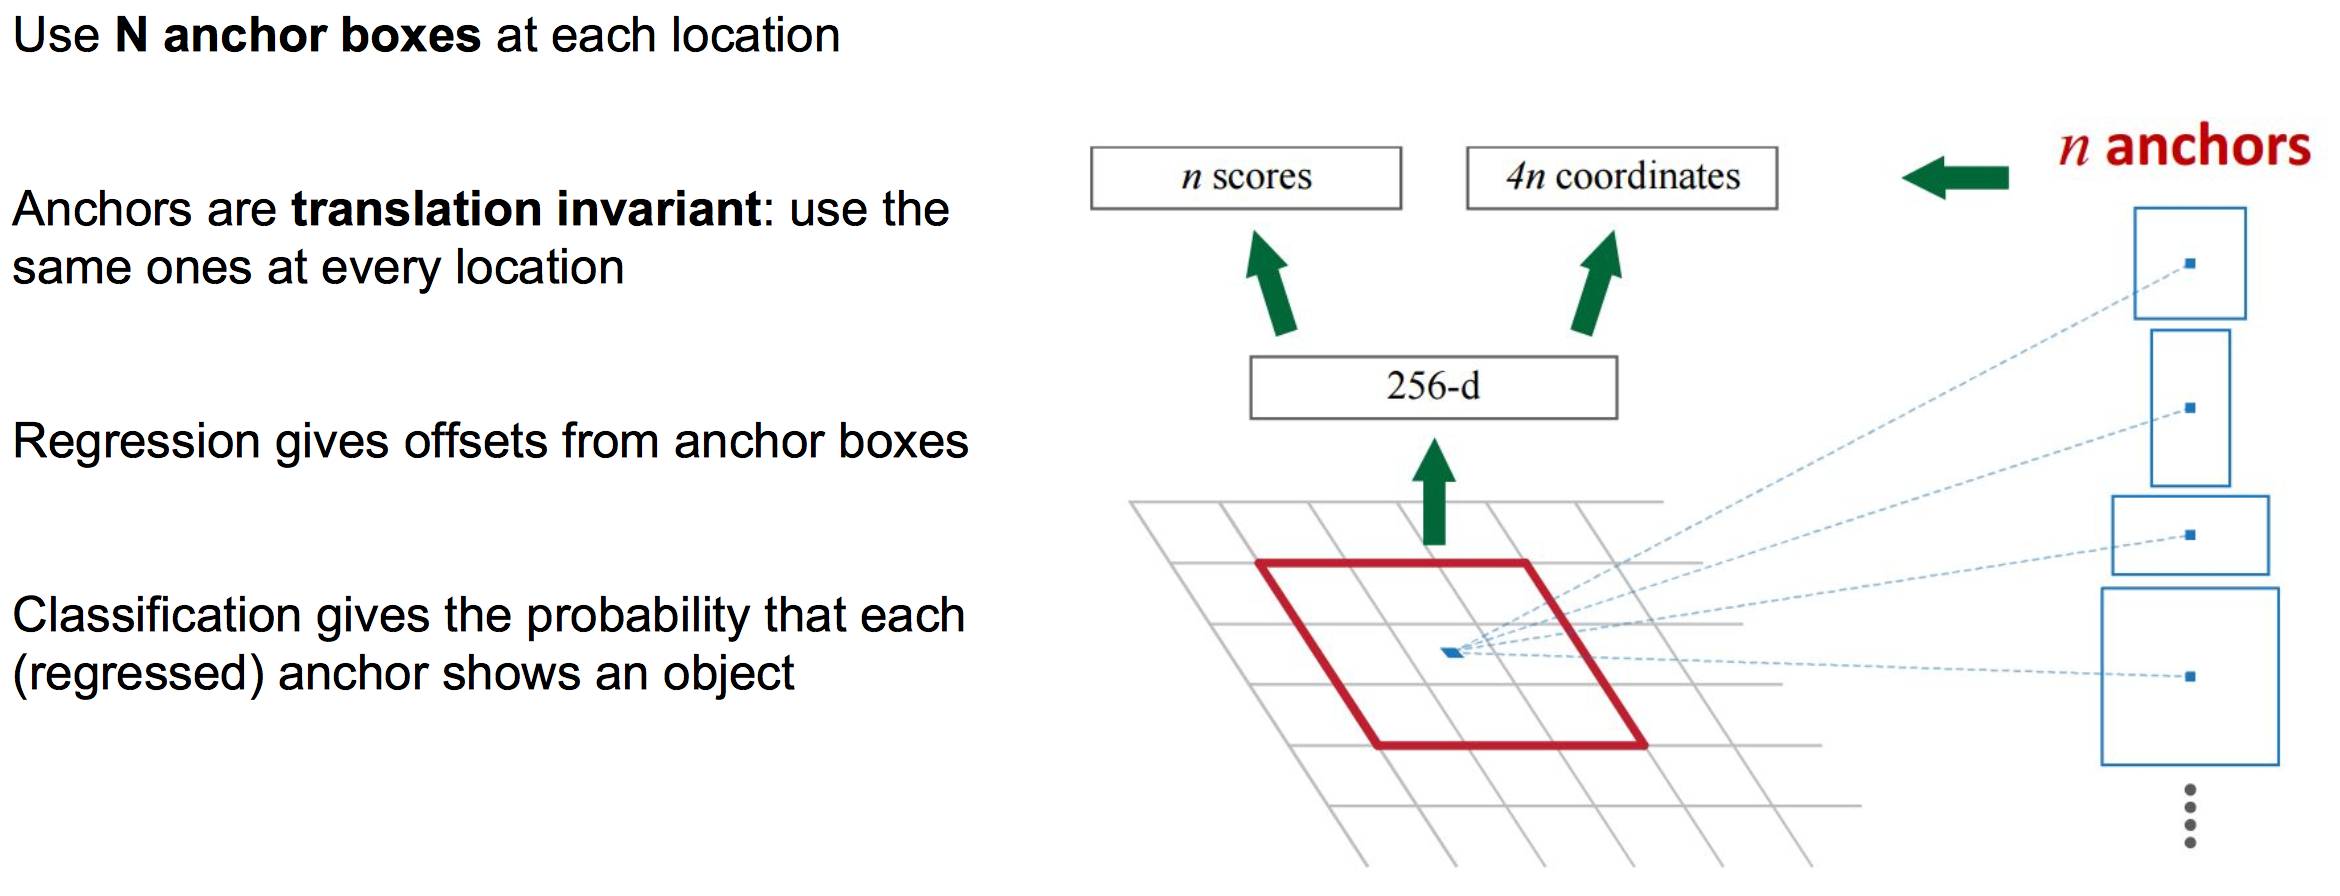 Use N anchor boxes at each location
Anchors are translation invariant: use the
same ones at every location
Regression gives offsets from anchor boxes
Classification gives the probability that each
(regressed) anchor shows an object
n anchors
n scores
4n coordinates
256-d